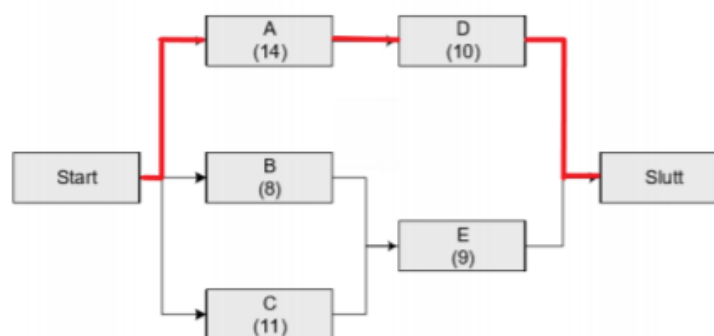 A
(14)
D
(10)
Start
B
(8)
Slutt
E
(9)
C
(11)